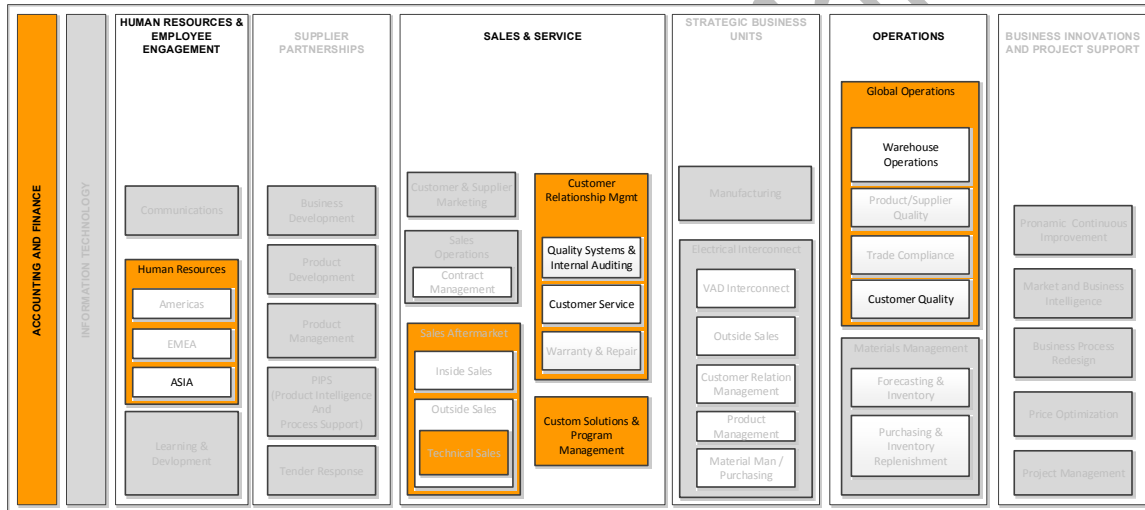 ACCOUNTING AND FINANCE
INFORMATION TECHNOLOGY
HUMAN RESOURCES &
EMPLOYEE
ENGAGEMENT
Communications
Human Resources
Americas
EMEA
ASIA
Learning &
Devlopment
SUPPLIER
PARTNERSHIPS
Business
Development
Product
Development
Product
Management
PIPS
(Product Intelligence
And
Process Support)
Tender Response
SALES & SERVICE
Customer & Supplier
Marketing
Sales
Operations
Contract
Management
Sales Aftermarket
Inside Sales
Outside Sales
Technical Sales
Customer
Relationship Mgmt
Quality Systems &
Internal Auditing
Customer Service
Warranty & Repair
Custom Solutions &
Program
Management
STRATEGIC BUSINESS
UNITS
Manufacturing
Electrical Interconnect
VAD Interconnect
Outside Sales
Customer Relation
Management
Product
Management
Material Man /
Purchasing
OPERATIONS
Global Operations
Warehouse
Operations
Product/Supplier
Quality
Trade Compliance
Customer Quality
Materials Management
Forecasting &
Inventory
Purchasing &
Inventory
Replenishment
BUSINESS INNOVATIONS
AND PROJECT SUPPORT
Pronamic Continuous
Improvement
Market and Business
Intelligence
Business Process
Redesign
Price Optimization
Project Management